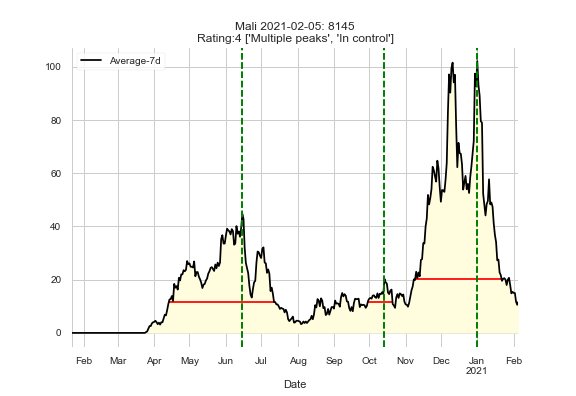 Mali 2021-02-05: 8145
Rating:4 ['Multiple peaks', 'In control']
Average-7d
100
80
60
40
20
0
Feb Mar Apr May Jun Jul Aug Sep Oct Nov Dec Jan Feb
2021
Date